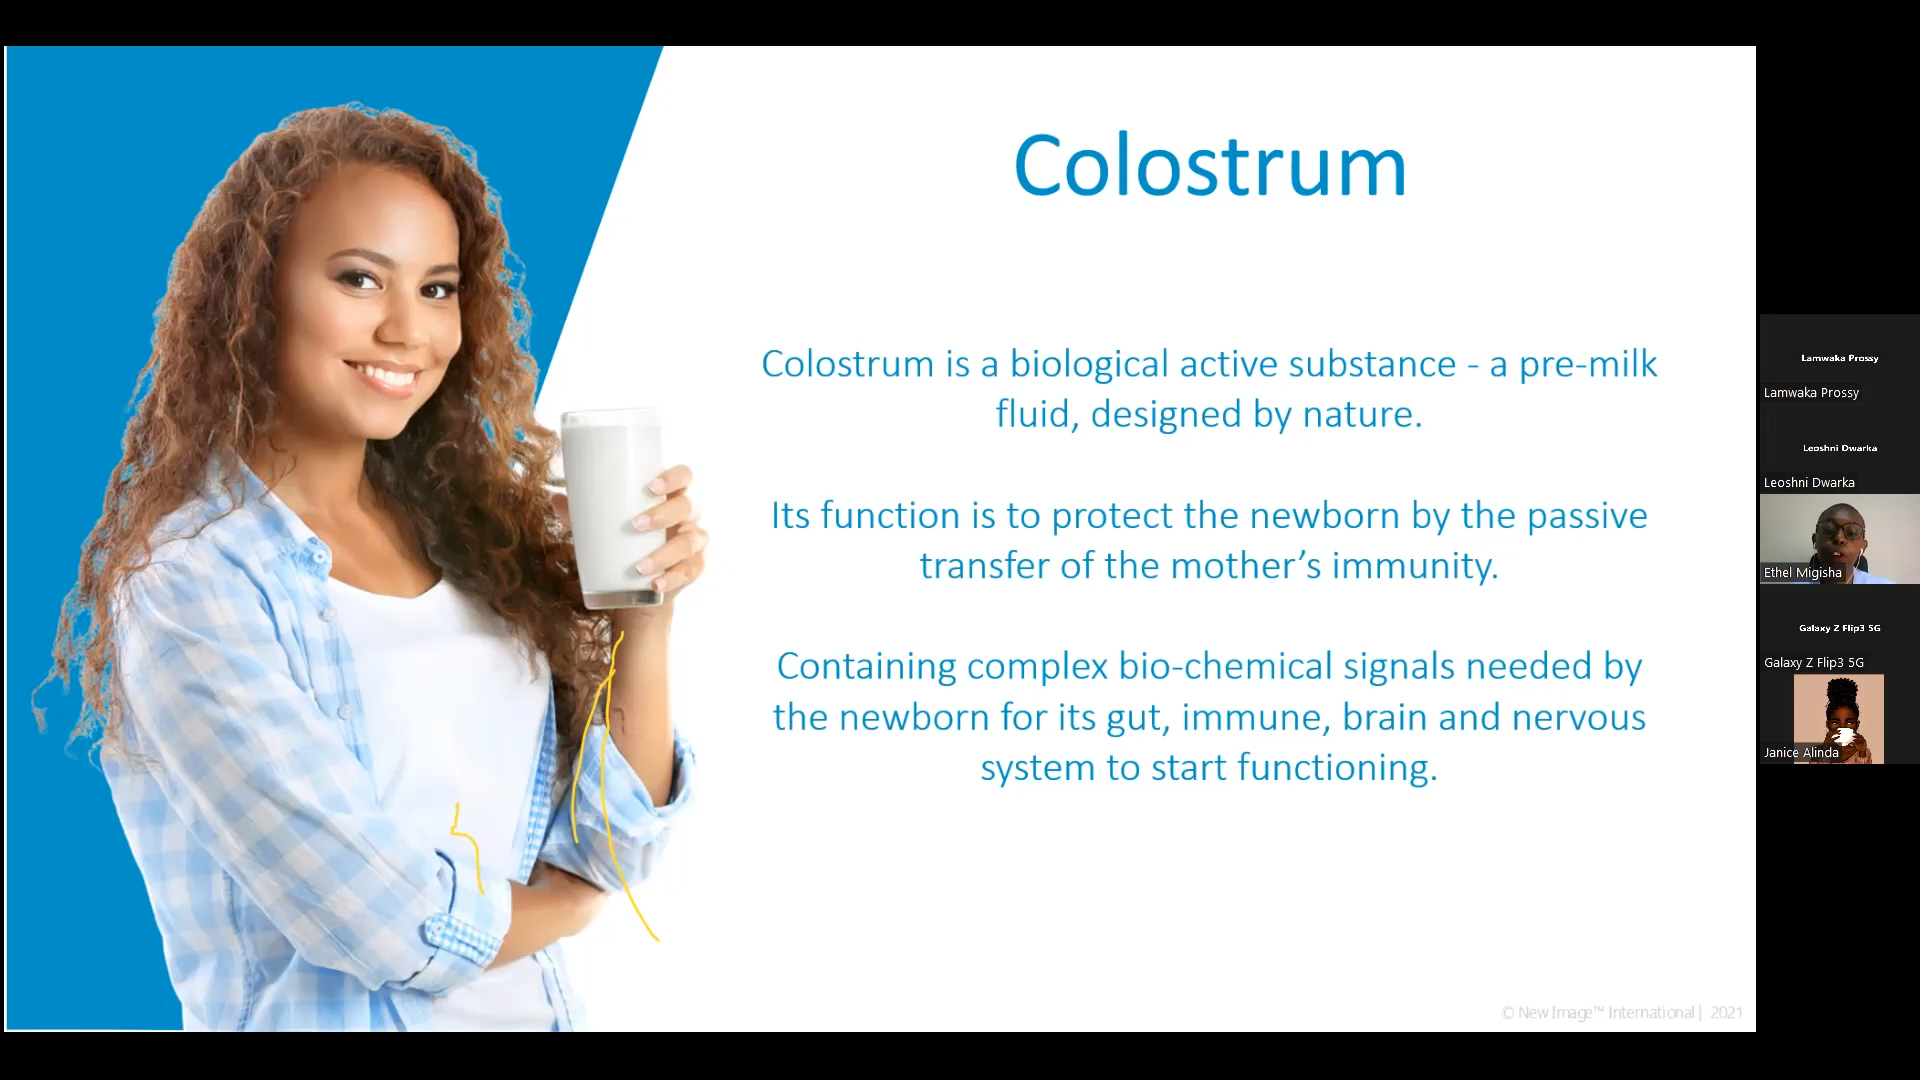 Colostrum
Colostrum is a biological active substance - a pre-milk
fluid, designed by nature.
Its function is to protect the newborn by the passive
transfer of the mother’s immunity.
Containing complex bio-chemical signals needed by
the newborn for its gut, immune, brain and nervous
system to start functioning.
© New Image™ International | 2021
Lamwaka Prossy
Lamwaka Prossy
Leoshni Dwarka
Leoshni Dwarka
Ethel Migisha
Galaxy Z Flip3 5G
Galaxy Z Flip3 5G
Janice Alinda